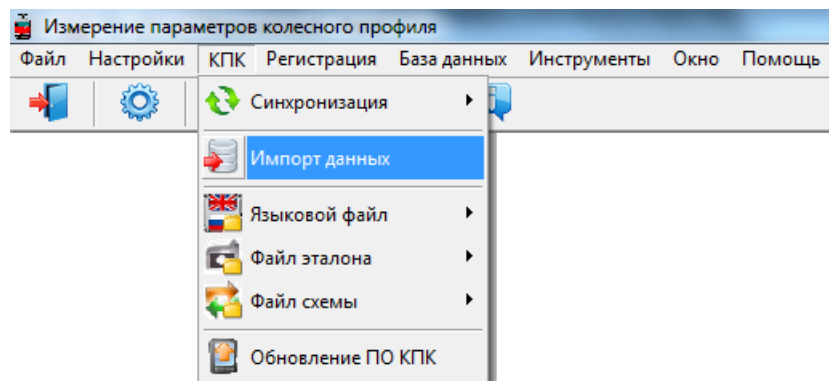 Измерение параметров колесного профиля
Файл Настройки КПК Регистрация База данных Инструменты Окно Помощь
Синхронизация
Импорт данных
Языковой файл
Файл эталона
Файл схемы
Обновление ПО КПК